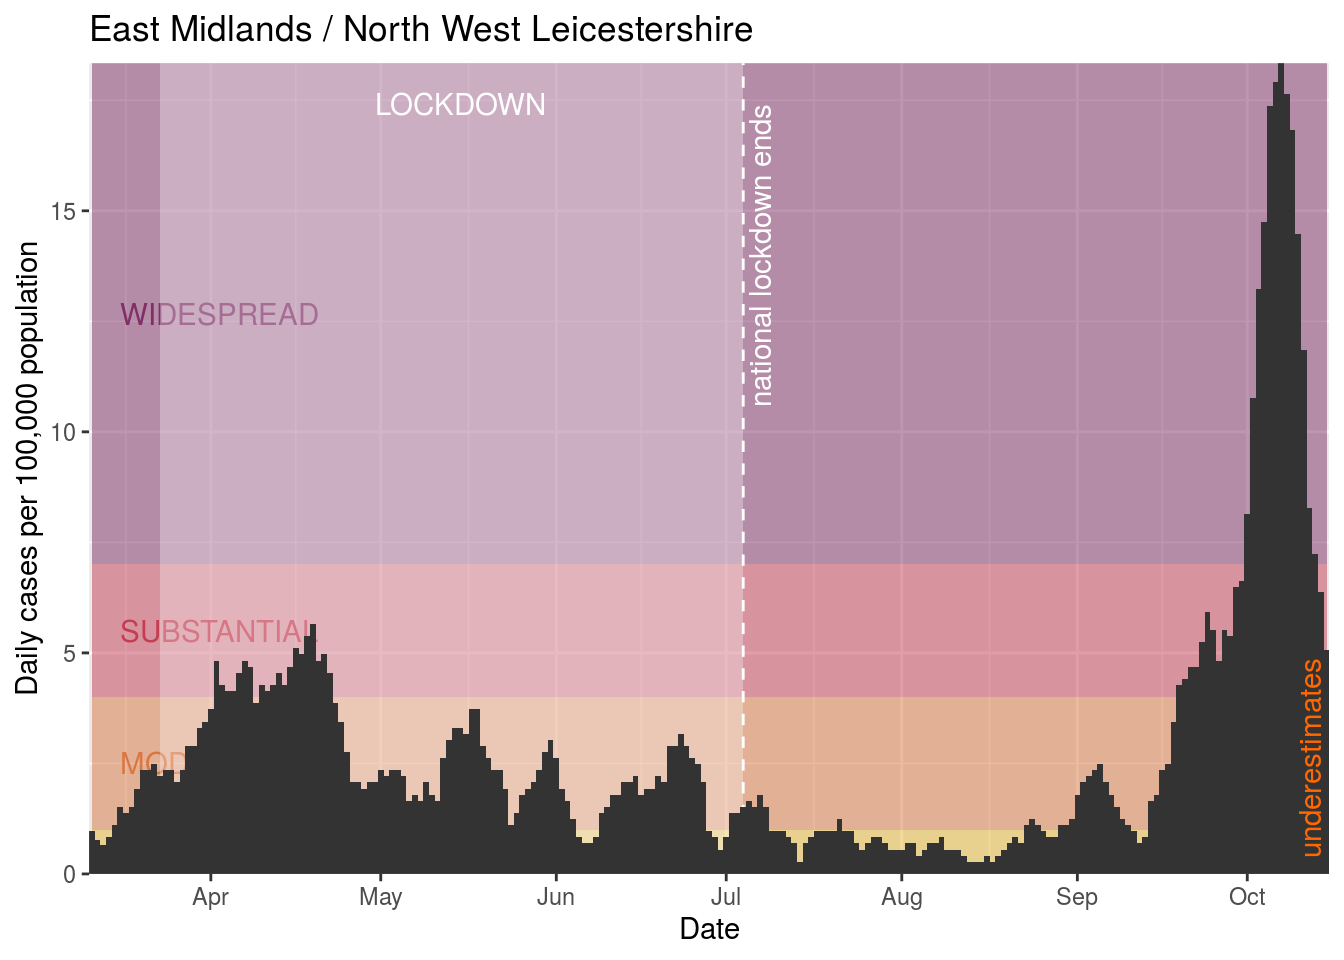 East Midlands / North West Leicestershire
LOCKDOWN
national lockdown ends
WIDESPREAD
SUBSTANTIAL
MOD
underestimates
Daily cases per 100,000 population
15
10
5
0
Apr
May
Jun
Jul
Aug
Sep
Oct
Date